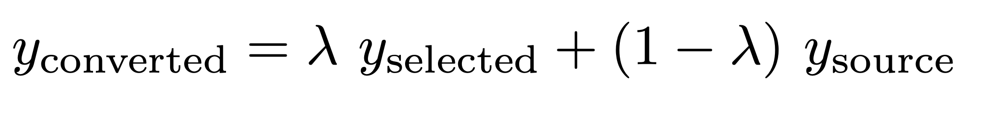 y_converted = λ y_selected + (1 − λ) y_source